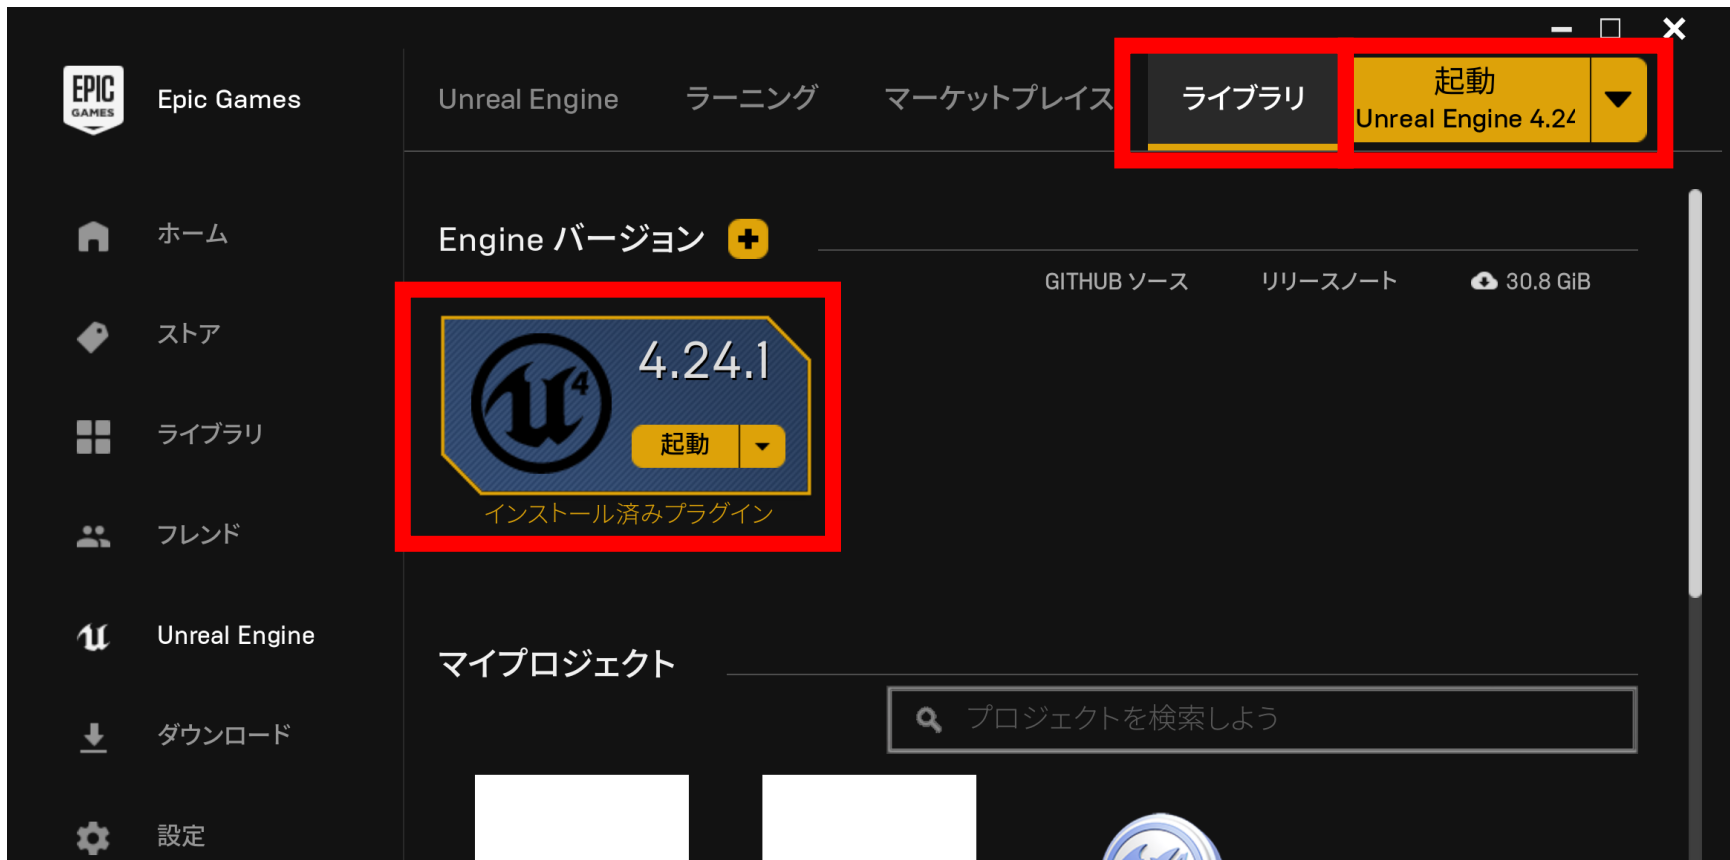 EPIC
GAMES
Epic Games
Unreal Engine
ラーニング
マーケットプレイス
ライブラリ
起動
Unreal Engine 4.24
ホーム
ストア
ライブラリ
フレンド
Unreal Engine
ダウンロード
設定
Engine バージョン
GITHUB ソース
リリースノート
30.8 GiB
4.24.1
4
起動
インストール済みプラグイン
マイプロジェクト
プロジェクトを検索しよう